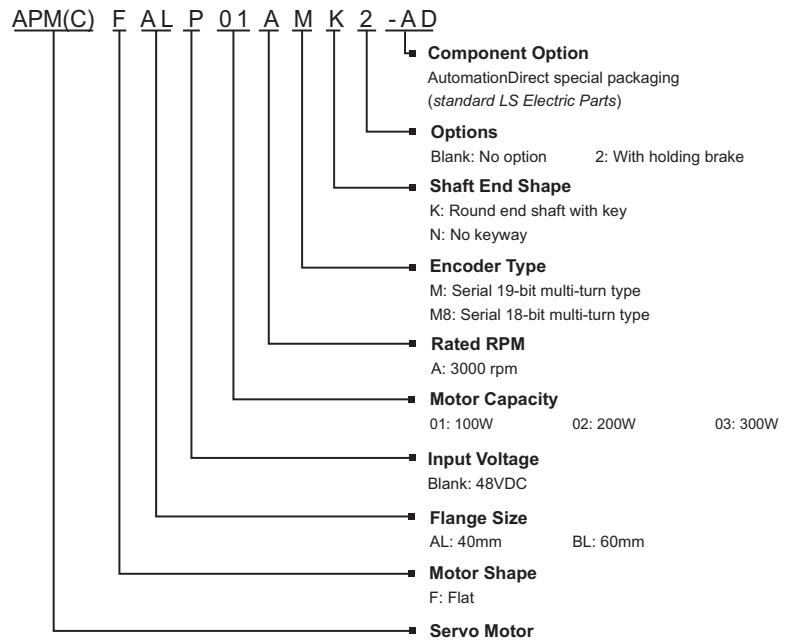 APM(C) F AL P 01 A M K 2 -AD
Component Option
AutomationDirect special packaging
(standard LS Electric Parts)
Options
Blank: No option 2: With holding brake
Shaft End Shape
K: Round end shaft with key
N: No keyway
Encoder Type
M: Serial 19-bit multi-turn type
M8: Serial 18-bit multi-turn type
Rated RPM
A: 3000 rpm
Motor Capacity
01: 100W 02: 200W 03: 300W
Input Voltage
Blank: 48VDC
Flange Size
AL: 40mm BL: 60mm
Motor Shape
F: Flat
Servo Motor